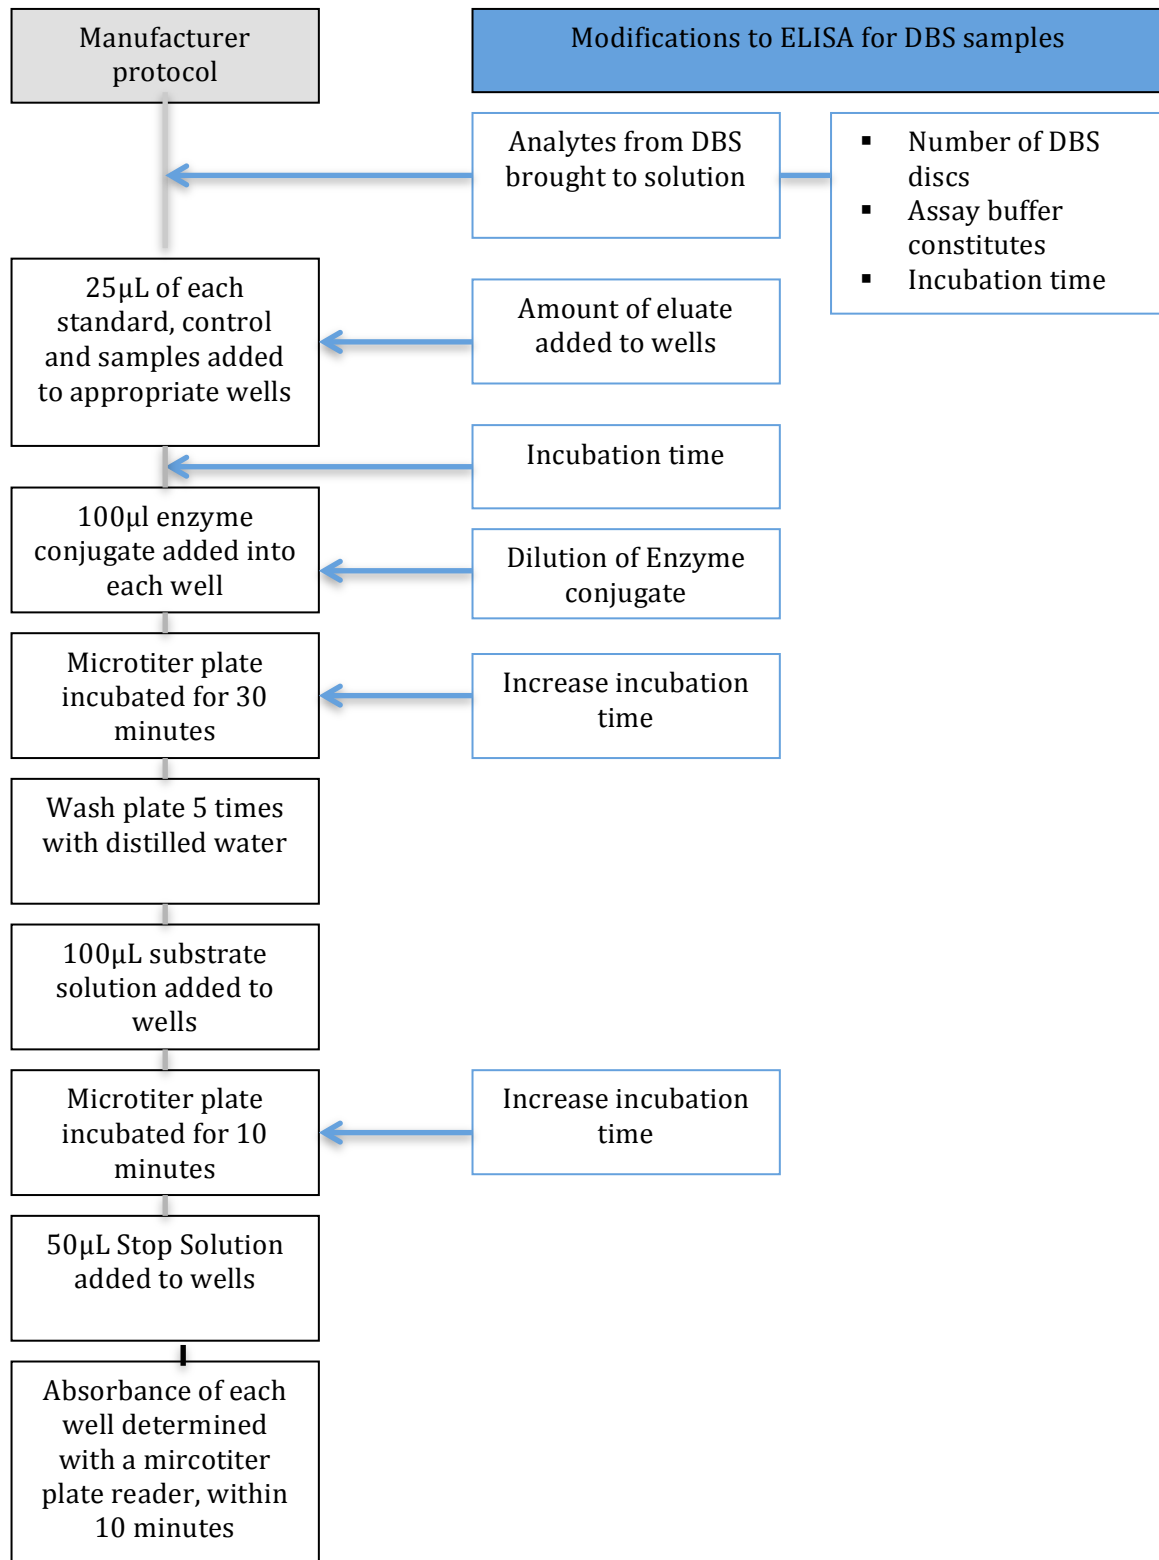 Manufacturer
protocol
Modifications to ELISA for DBS samples
Analytes from DBS
brought to solution
▪ Number of DBS
discs
▪ Assay buffer
constitutes
▪ Incubation time
25µL of each
standard, control
and samples added
to appropriate wells
Amount of eluate
added to wells
Incubation time
100µl enzyme
conjugate added into
each well
Dilution of Enzyme
conjugate
Microtiter plate
incubated for 30
minutes
Increase incubation
time
Wash plate 5 times
with distilled water
100µL substrate
solution added to
wells
Microtiter plate
incubated for 10
minutes
Increase incubation
time
50µL Stop Solution
added to wells
Absorbance of each
well determined
with a mircotiter
plate reader, within
10 minutes